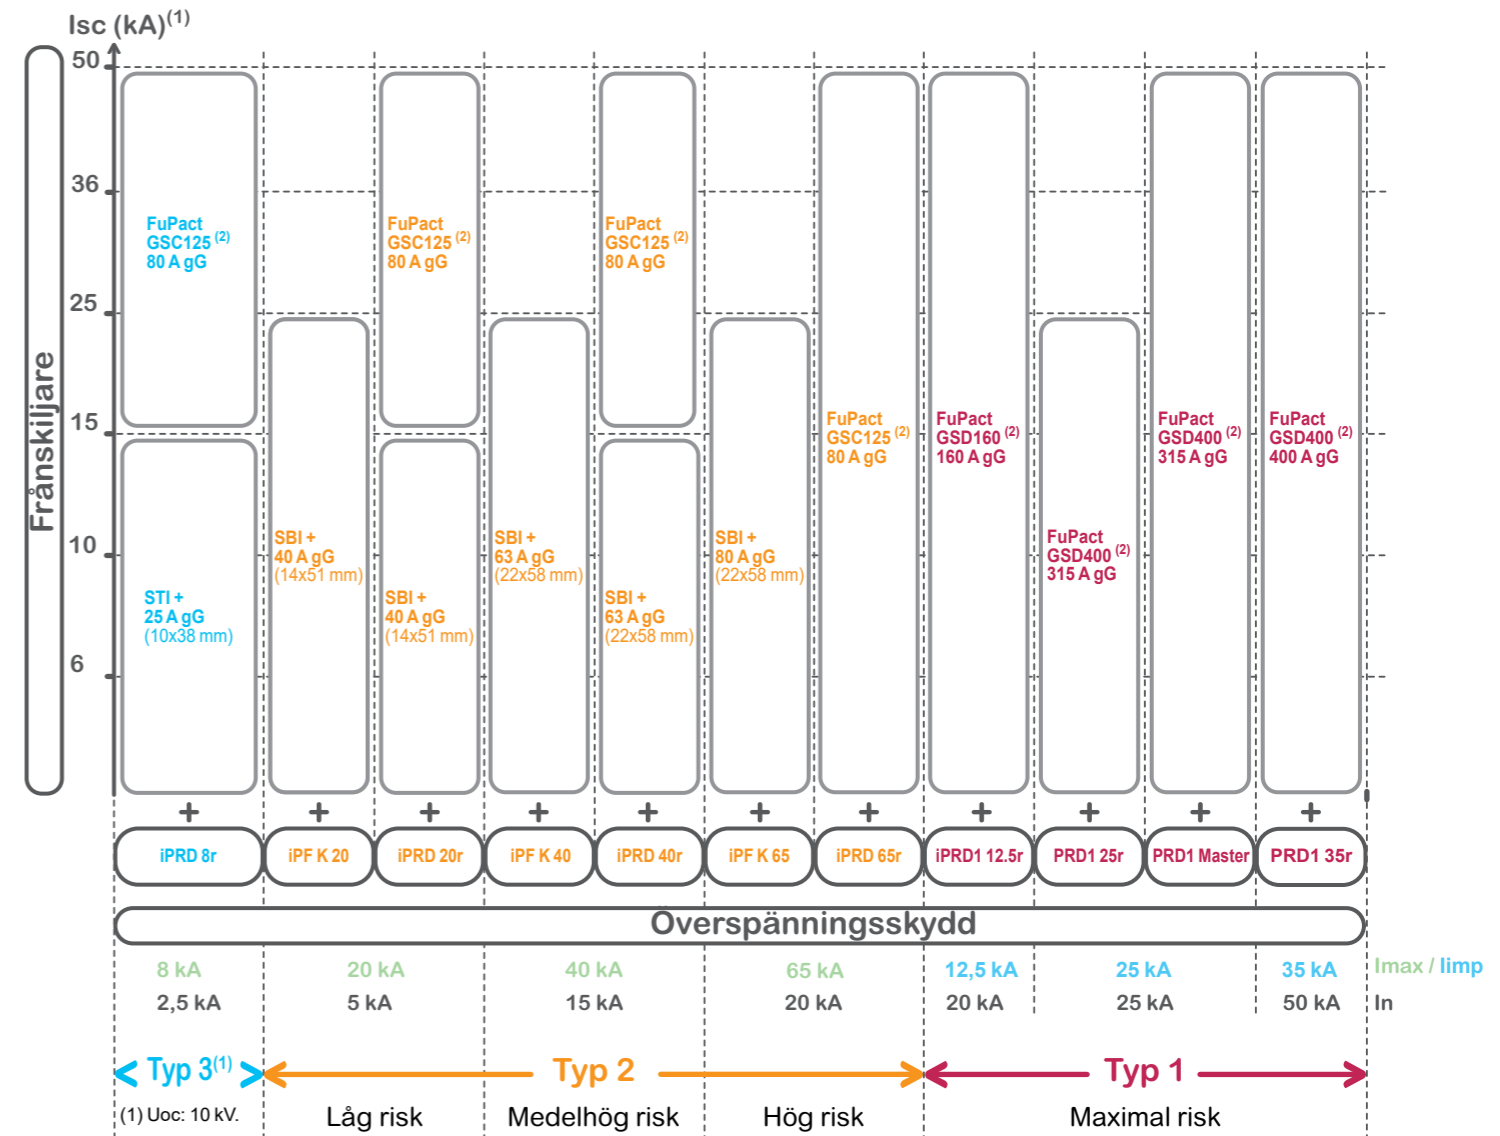 Isc (kA)(1)
Frånskiljare
50
36
25
15
10
6
FuPact
GSC125 (2)
80 A gG
FuPact
GSC125 (2)
80 A gG
FuPact
GSC125 (2)
80 A gG
FuPact
GSC125 (2)
80 A gG
FuPact
GSD160 (2)
160 A gG
FuPact
GSD400 (2)
315 A gG
FuPact
GSD400 (2)
400 A gG
SBI +
40 A gG
(14x51 mm)
SBI +
63 A gG
(22x58 mm)
SBI +
80 A gG
(22x58 mm)
FuPact
GSD400 (2)
315 A gG
STI +
25 A gG
(10x38 mm)
SBI +
40 A gG
(14x51 mm)
SBI +
63 A gG
(22x58 mm)
+ + + + + + + + + + +
iPRD 8r iPF K 20 iPRD 20r iPF K 40 iPRD 40r iPF K 65 iPRD 65r iPRD1 12.5r PRD1 25r PRD1 Master PRD1 35r
Överspänningsskydd
8 kA 20 kA 40 kA 65 kA 12,5 kA 25 kA 35 kA Imax / Iimp
2,5 kA 5 kA 15 kA 20 kA 20 kA 25 kA 50 kA In
Typ 3(1) Typ 2 Typ 1
(1) Uoc: 10 kV. Låg risk Medelhög risk Hög risk Maximal risk